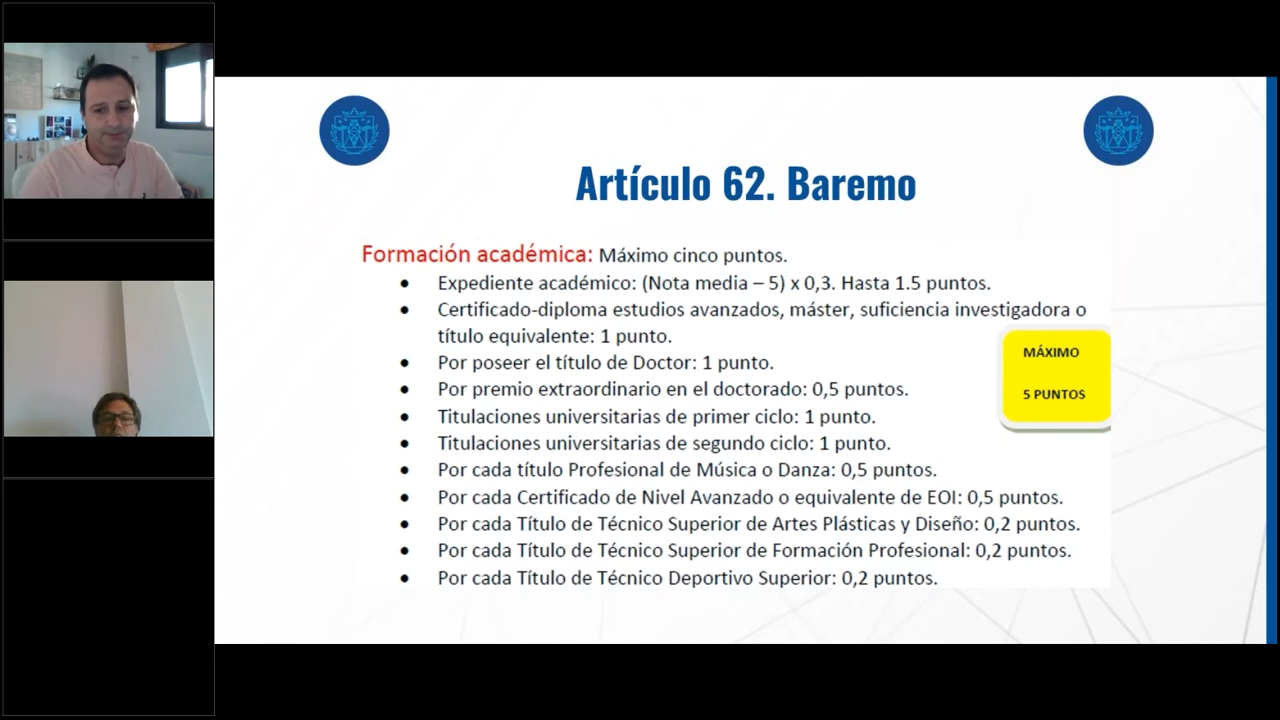 Artículo 62. Baremo
Formación académica: Máximo cinco puntos.
• Expediente académico: (Nota media – 5) x 0,3. Hasta 1.5 puntos.
• Certificado-diploma estudios avanzados, máster, suficiencia investigadora o
título equivalente: 1 punto.
• Por poseer el título de Doctor: 1 punto.
• Por premio extraordinario en el doctorado: 0,5 puntos.
• Titulaciones universitarias de primer ciclo: 1 punto.
• Titulaciones universitarias de segundo ciclo: 1 punto.
• Por cada título Profesional de Música o Danza: 0,5 puntos.
• Por cada Certificado de Nivel Avanzado o equivalente de EOI: 0,5 puntos.
• Por cada Título de Técnico Superior de Artes Plásticas y Diseño: 0,2 puntos.
• Por cada Título de Técnico Superior de Formación Profesional: 0,2 puntos.
• Por cada Título de Técnico Deportivo Superior: 0,2 puntos.
MÁXIMO
5 PUNTOS